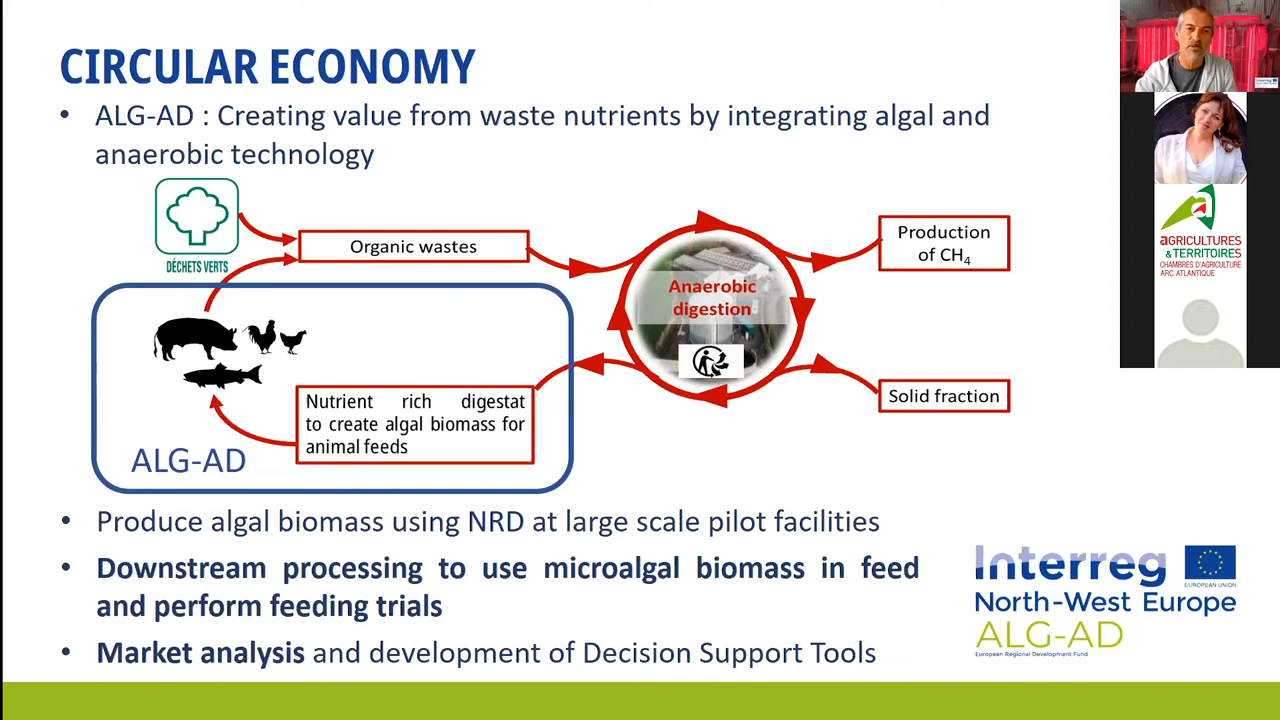 CIRCULAR ECONOMY
• ALG-AD : Creating value from waste nutrients by integrating algal and
anaerobic technology
DÉCHETS VERTS
Organic wastes
Anaerobic
digestion
Production
of CH₄
Solid fraction
Nutrient rich digestat
to create algal biomass for
animal feeds
ALG-AD
• Produce algal biomass using NRD at large scale pilot facilities
• Downstream processing to use microalgal biomass in feed
and perform feeding trials
• Market analysis and development of Decision Support Tools
Interreg
EUROPEAN UNION
North-West Europe
ALG-AD
European Regional Development Fund
AGRICULTURES
& TERRITOIRES
CHAMBRES D'AGRICULTURE
ARC ATLANTIQUE